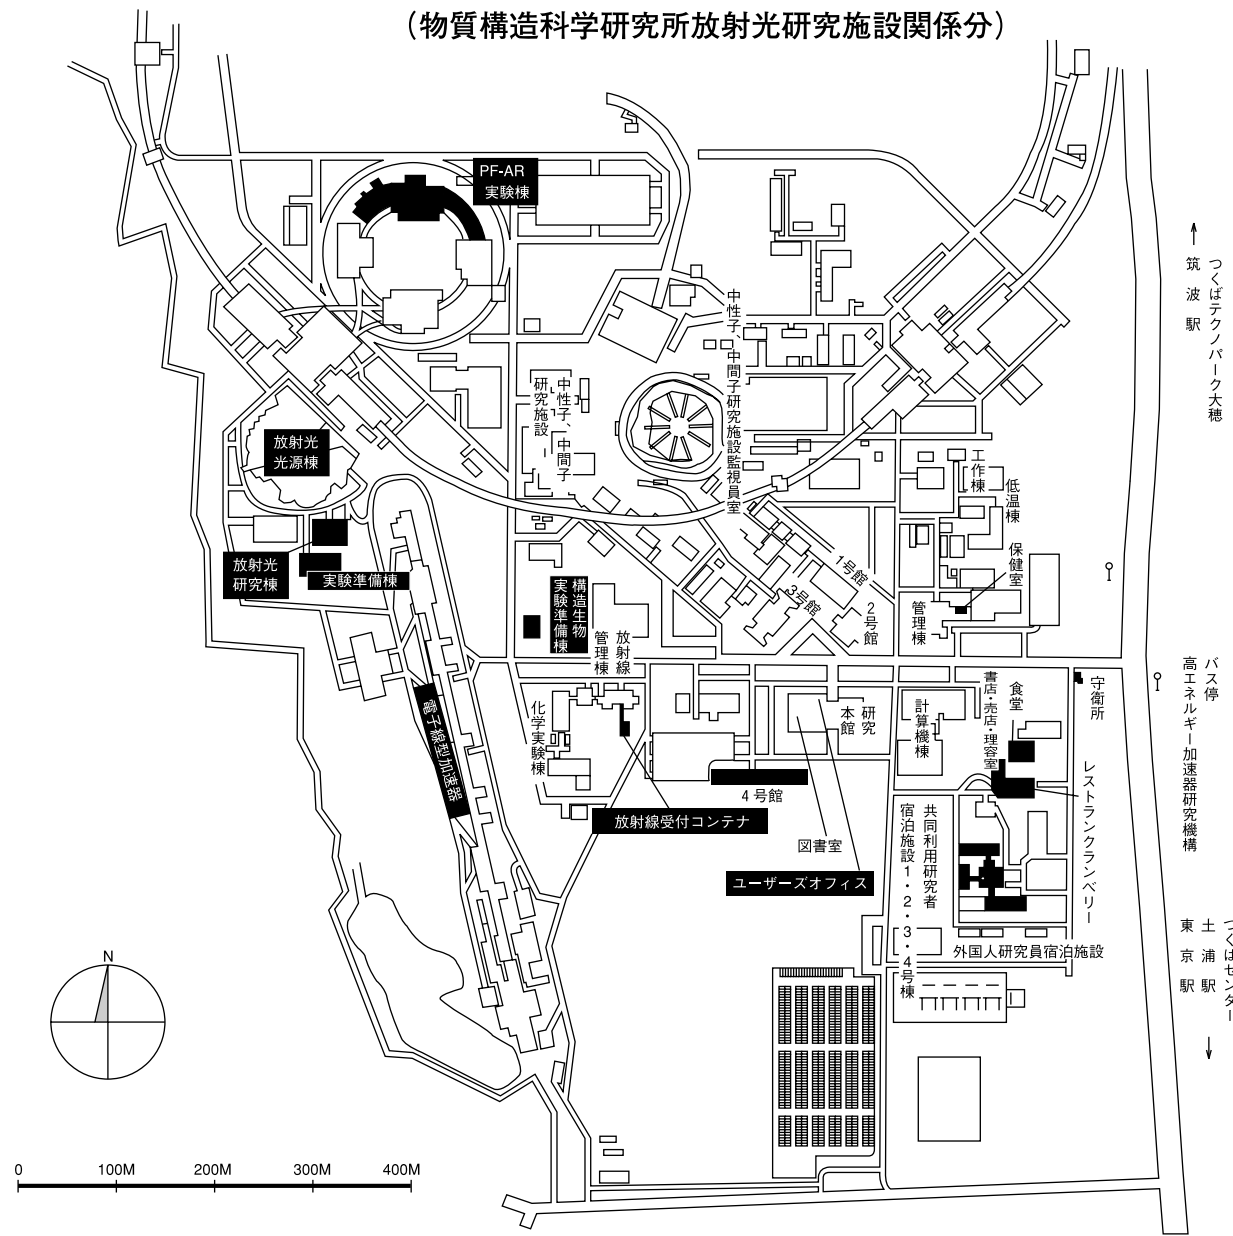 （物質構造科学研究所放射光研究施設関係分）
PF-AR
実験棟
筑波駅
つくばテクノパーク大穂
中性子、中間子研究施設監視員室
中性子、中間子
研究施設
放射光
光源棟
工作棟
低温棟
保健室
放射光
研究棟
実験準備棟
構造生物
実験準備棟
放射線
管理棟
1号館
3号館
2号館
管理棟
バス停
高エネルギー加速器研究機構
守衛所
食堂
書店・売店・理容室
計算機棟
研究
本館
化学実験棟
電子線型加速器
レストランクランベリー
4号館
放射線受付コンテナ
図書室
ユーザーズオフィス
共同利用研究者
宿泊施設1・2・3・4号棟
外国人研究員宿泊施設
つくばセンター
土浦駅
東京駅
N
0 100M 200M 300M 400M